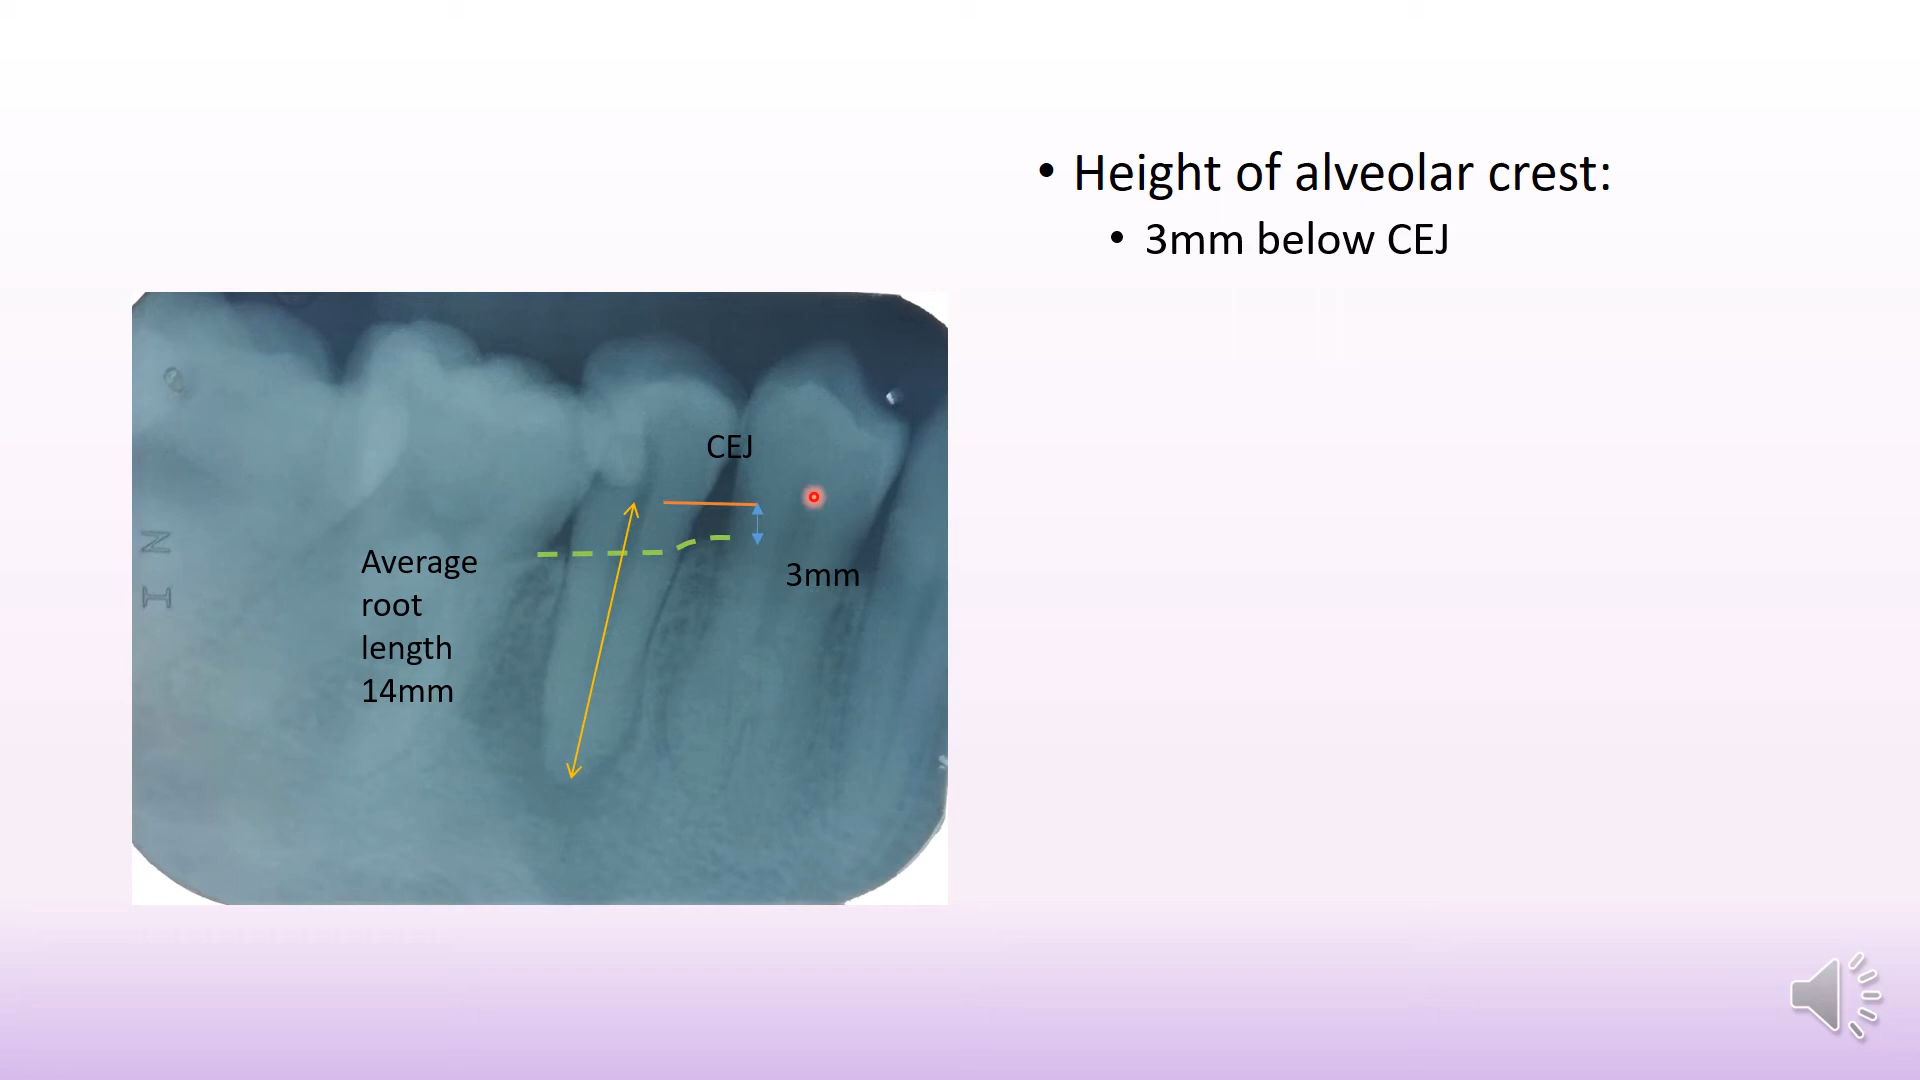 Height of alveolar crest:
3mm below CEJ
CEJ
Average
root
length
14mm
3mm